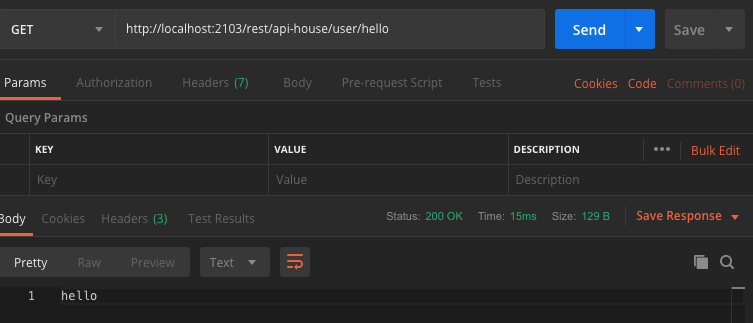 GET http://localhost:2103/rest/api-house/user/hello Send Save
Params Authorization Headers (7) Body Pre-request Script Tests Cookies Code Comments (0)
Query Params
KEY VALUE DESCRIPTION ••• Bulk Edit
Key Value Description
Body Cookies Headers (3) Test Results Status: 200 OK Time: 15ms Size: 129 B Save Response
Pretty Raw Preview Text
1 hello